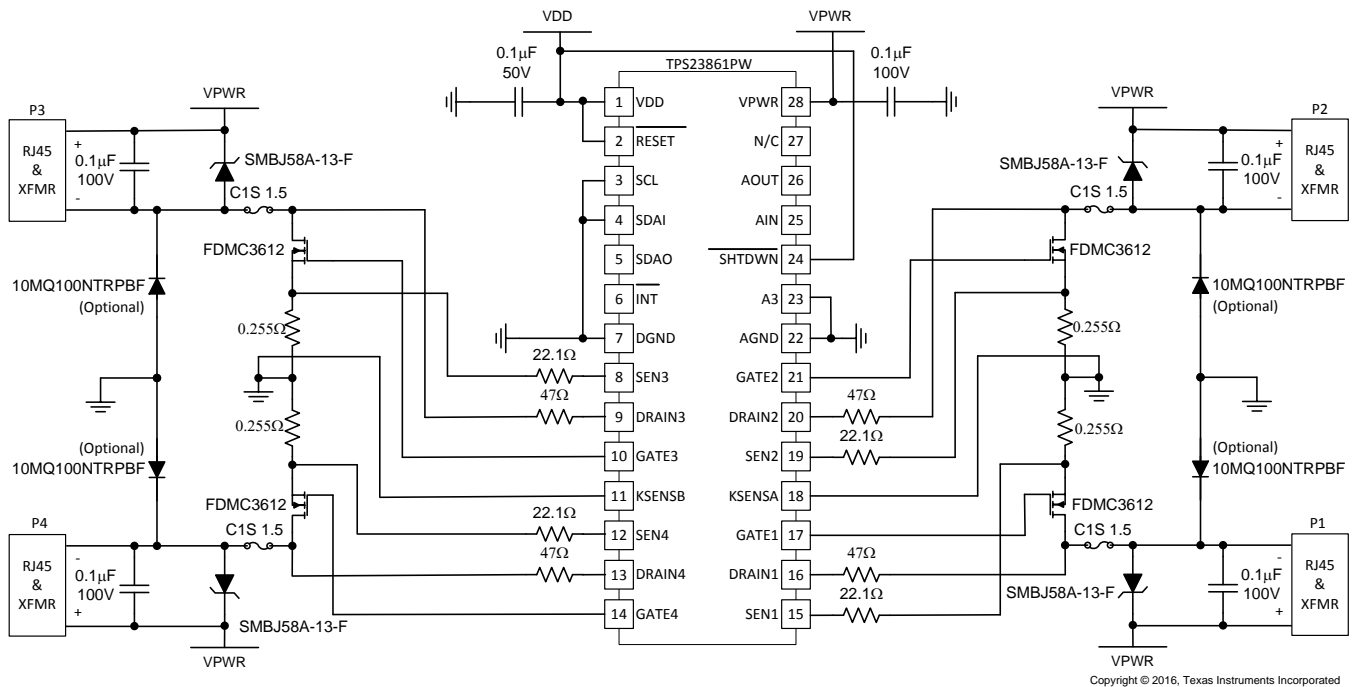 VDD
VPWR
0.1μF
50V
TPS23861PW
0.1μF
100V
1 VDD
2 RESET
3 SCL
4 SDAI
5 SDAO
6 INT
7 DGND
8 SEN3
9 DRAIN3
10 GATE3
11 KSENSB
12 SEN4
13 DRAIN4
14 GATE4
VPWR 28
N/C 27
AOUT 26
AIN 25
SHTDWN 24
A3 23
AGND 22
GATE2 21
DRAIN2 20
SEN2 19
KSENSA 18
GATE1 17
DRAIN1 16
SEN1 15
P3
RJ45
&
XFMR
+
-
0.1μF
100V
VPWR
SMBJ58A-13-F
C1S 1.5
FDMC3612
10MQ100NTRPBF
(Optional)
0.255Ω
22.1Ω
47Ω
0.255Ω
(Optional)
10MQ100NTRPBF
FDMC3612
C1S 1.5
22.1Ω
47Ω
P4
RJ45
&
XFMR
-
+
0.1μF
100V
SMBJ58A-13-F
VPWR
VPWR
P2
RJ45
&
XFMR
+
-
0.1μF
100V
SMBJ58A-13-F
C1S 1.5
FDMC3612
10MQ100NTRPBF
(Optional)
0.255Ω
47Ω
22.1Ω
0.255Ω
(Optional)
10MQ100NTRPBF
FDMC3612
C1S 1.5
47Ω
22.1Ω
P1
RJ45
&
XFMR
-
+
0.1μF
100V
SMBJ58A-13-F
VPWR
Copyright © 2016, Texas Instruments Incorporated